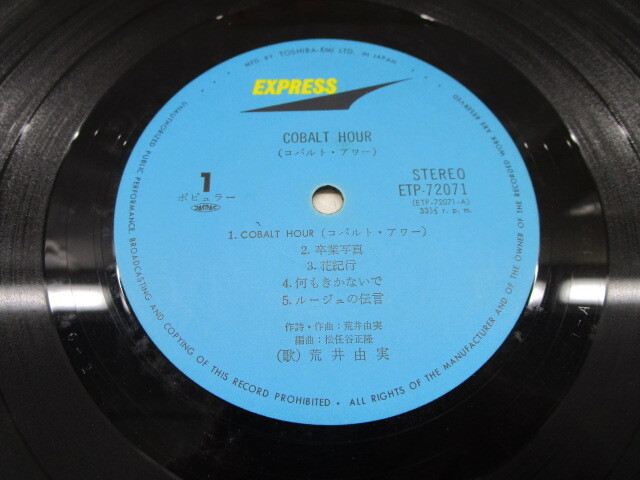 MFD. BY TOSHIBA-EMI LTD. IN JAPAN
EXPRESS
COBALT HOUR
(コバルト・アワー)
1
ポピュラー
STEREO
ETP-72071
(ETP-72071-A)
33⅓ r.p.m.
1. COBALT HOUR (コバルト・アワー)
2. 卒業写真
3. 花紀行
4. 何もきかないで
5. ルージュの伝言
作詩・作曲:荒井由実
編曲:松任谷正隆
(歌) 荒井由実
UNAUTHORIZED PUBLIC PERFORMANCE, BROADCASTING AND COPYING OF THIS RECORD PROHIBITED • ALL RIGHTS OF THE MANUFACTURER AND OF THE OWNER OF THE RECORDED WORK ARE RESERVED